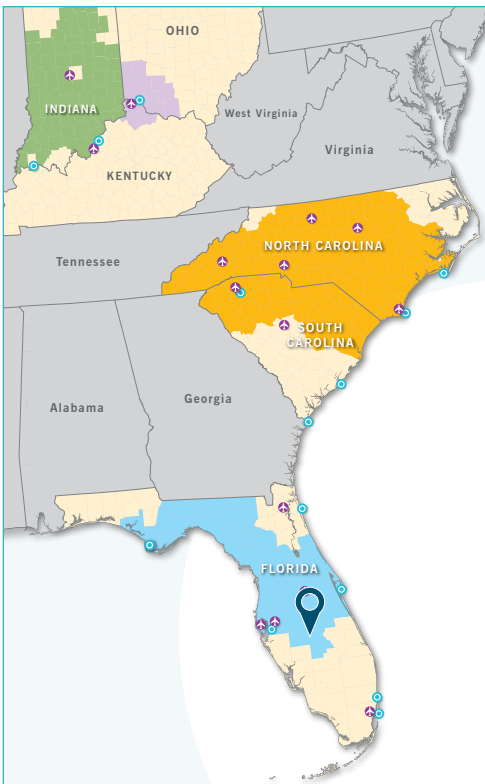 OHIO
INDIANA
West Virginia
Virginia
KENTUCKY
NORTH CAROLINA
Tennessee
SOUTH
CAROLINA
Georgia
Alabama
FLORIDA